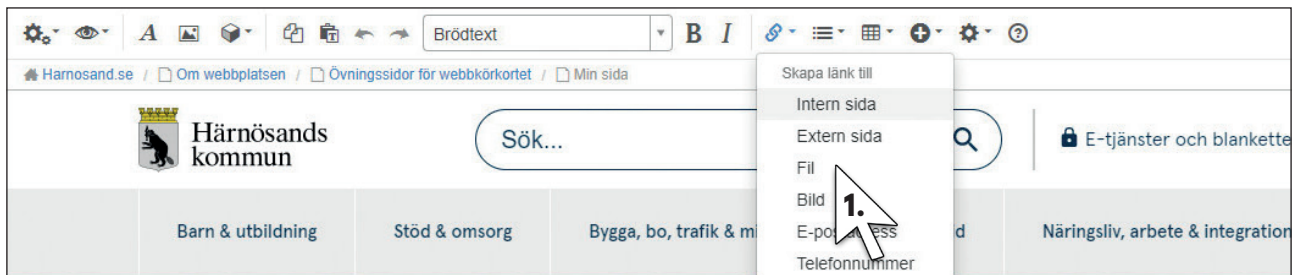 A Brödtext B I
Harnosand.se / Om webbplatsen / Övningssidor för webbkörkortet / Min sida
Skapa länk till
Intern sida
Extern sida
Fil
Bild
1.
Telefonnummer
Härnösands
kommun
Sök...
E-tjänster och blankette
Barn & utbildning Stöd & omsorg Bygga, bo, trafik & mi d Näringsliv, arbete & integration